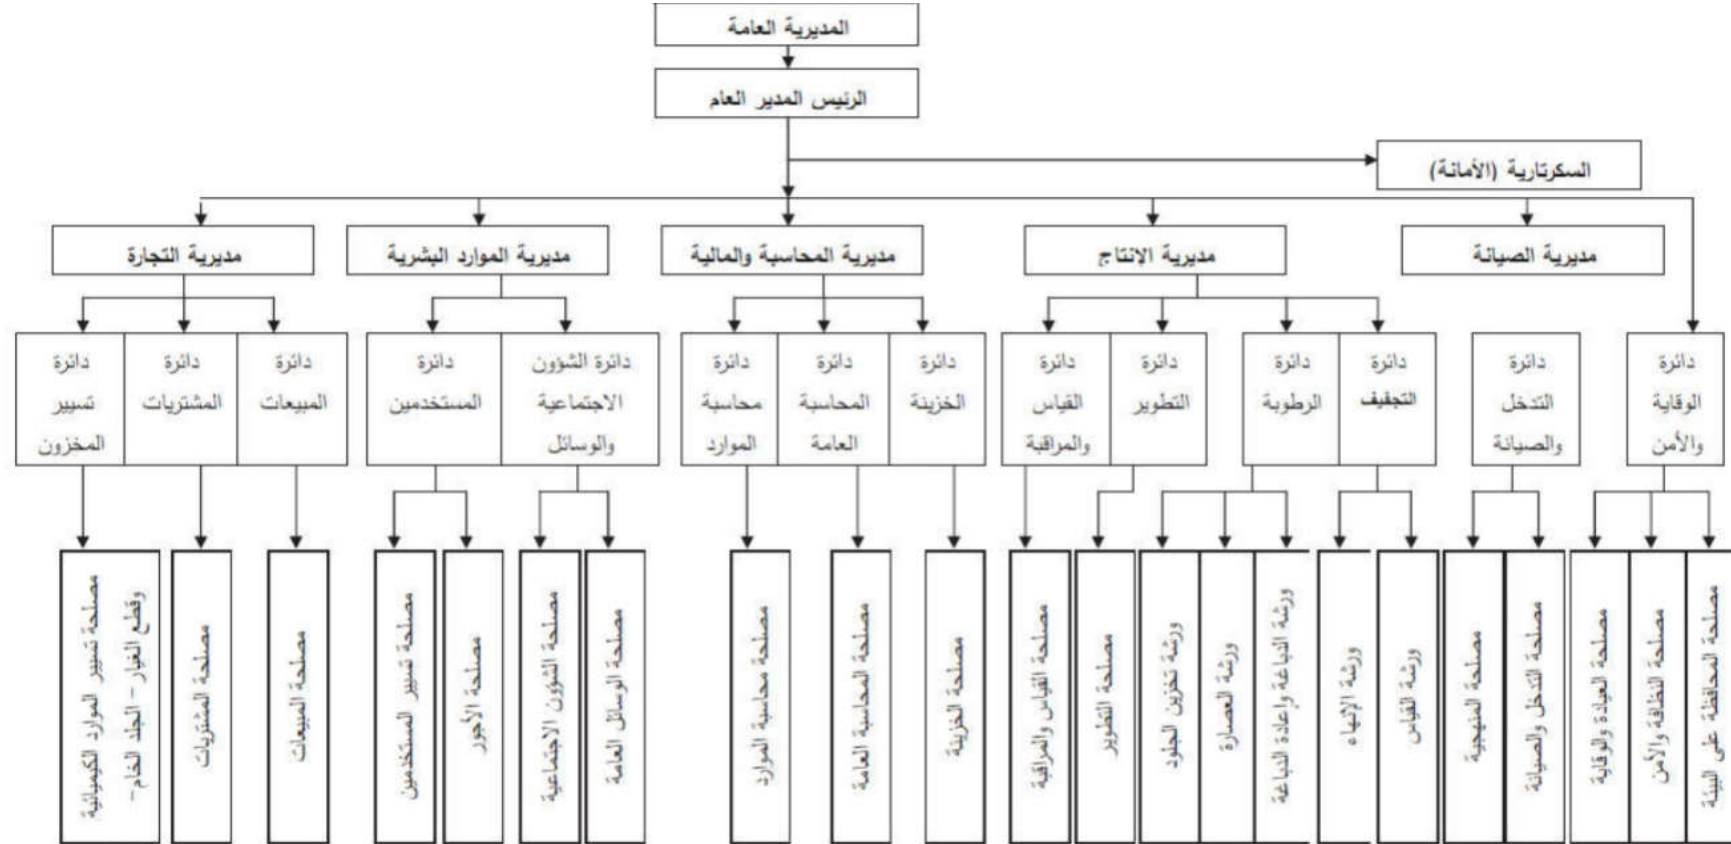 المديرية العامة
الرئيس المدير العام
السكرتارية (الأمانة)
مديرية الصيانة
مديرية الإنتاج
مديرية المحاسبة والمالية
مديرية الموارد البشرية
مديرية التجارة
دائرة
الوقاية
والأمن
دائرة
التدخل
والصيانة
دائرة
التجفيف
دائرة
الرطوبة
دائرة
التطوير
دائرة
القياس
والمراقبة
دائرة
الخزينة
دائرة
المحاسبة
العامة
دائرة
محاسبة
الموارد
دائرة الشؤون
الاجتماعية
والوسائل
دائرة
المستخدمين
دائرة
المبيعات
دائرة
المشتريات
دائرة
تسيير
المخزون
مصلحة المحافظة على البيئة
مصلحة النظافة والأمن
مصلحة العيادة والوقاية
مصلحة التدخل والصيانة
مصلحة المنهجية
ورشة القياس
ورشة الإنهاء
ورشة الدباغة وإعادة الدباغة
ورشة العصارة
ورشة تخزين الجلود
مصلحة التطوير
مصلحة القياس والمراقبة
مصلحة الخزينة
مصلحة المحاسبة العامة
مصلحة محاسبة الموارد
مصلحة الوسائل العامة
مصلحة الشؤون الاجتماعية
مصلحة الأجور
مصلحة تسيير المستخدمين
مصلحة المبيعات
مصلحة المشتريات
مصلحة تسيير الموارد الكيميائية
وقطع الغيار – الجلد الخام–